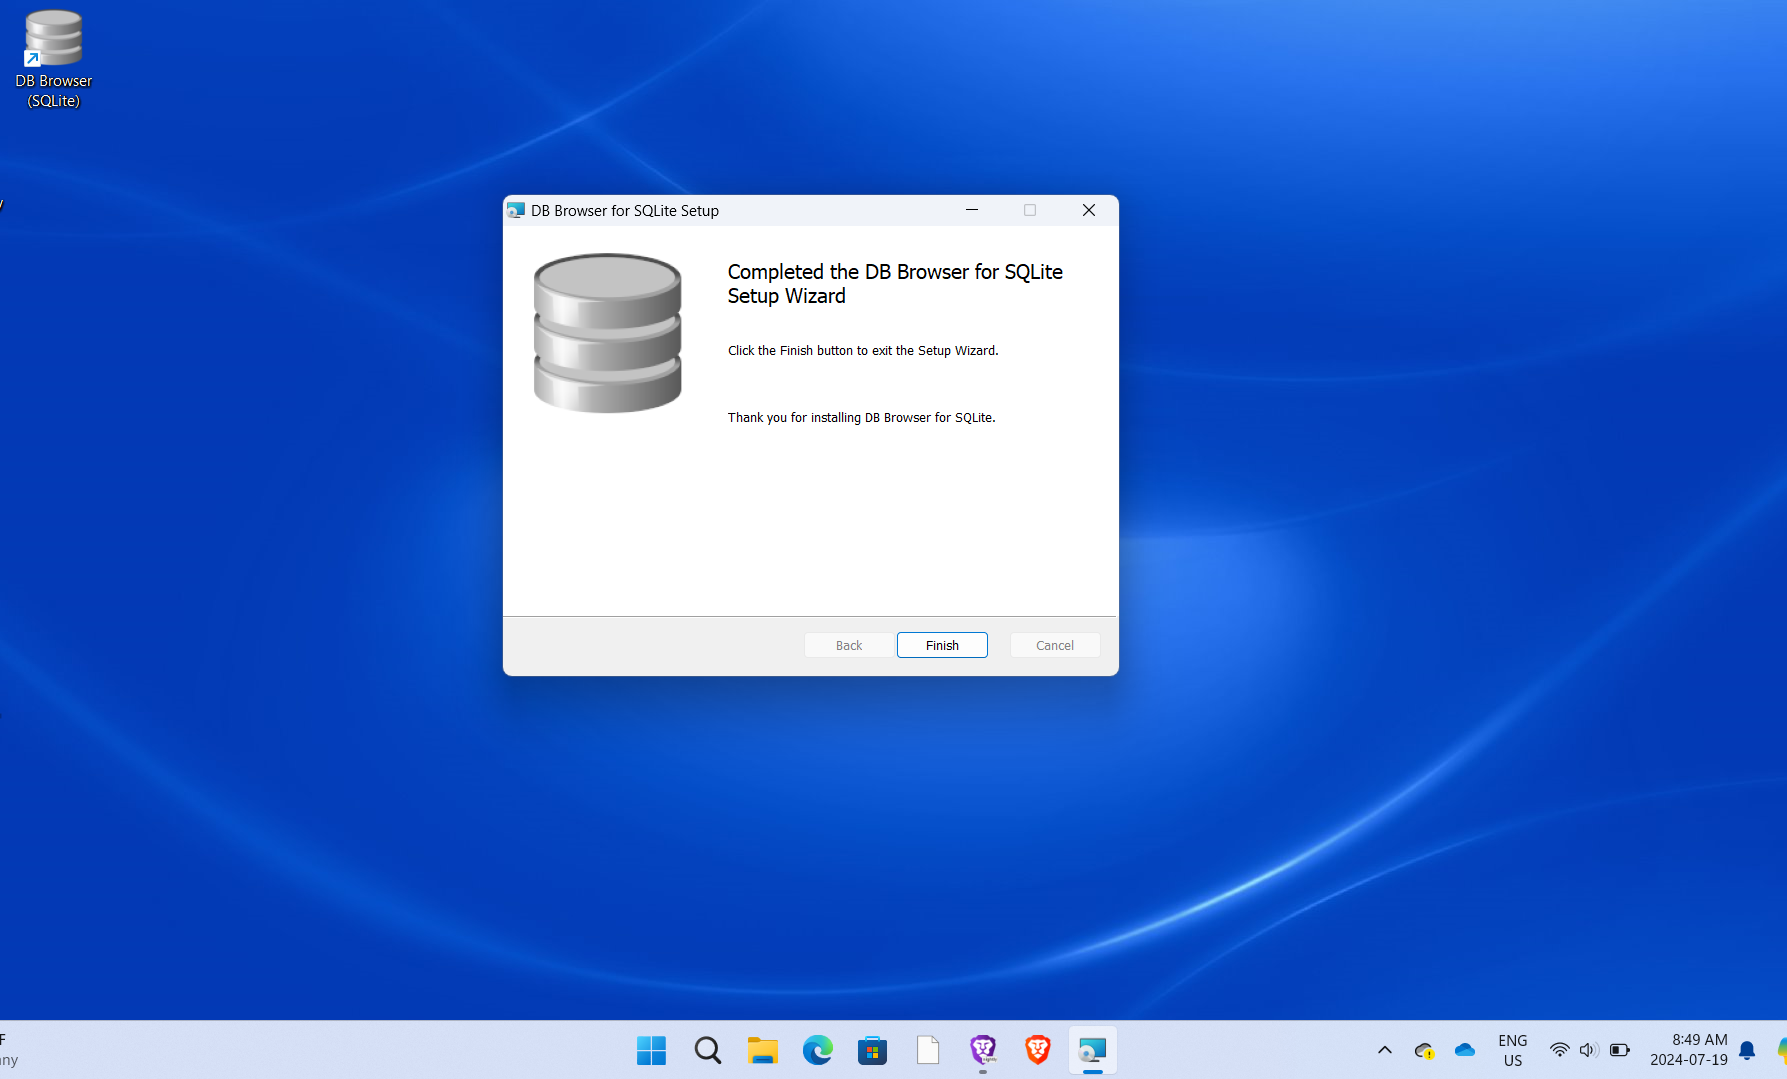 DB Browser
(SQLite)
DB Browser for SQLite Setup
Completed the DB Browser for SQLite
Setup Wizard
Click the Finish button to exit the Setup Wizard.
Thank you for installing DB Browser for SQLite.
Back
Finish
Cancel
ENG
US
8:49 AM
2024-07-19